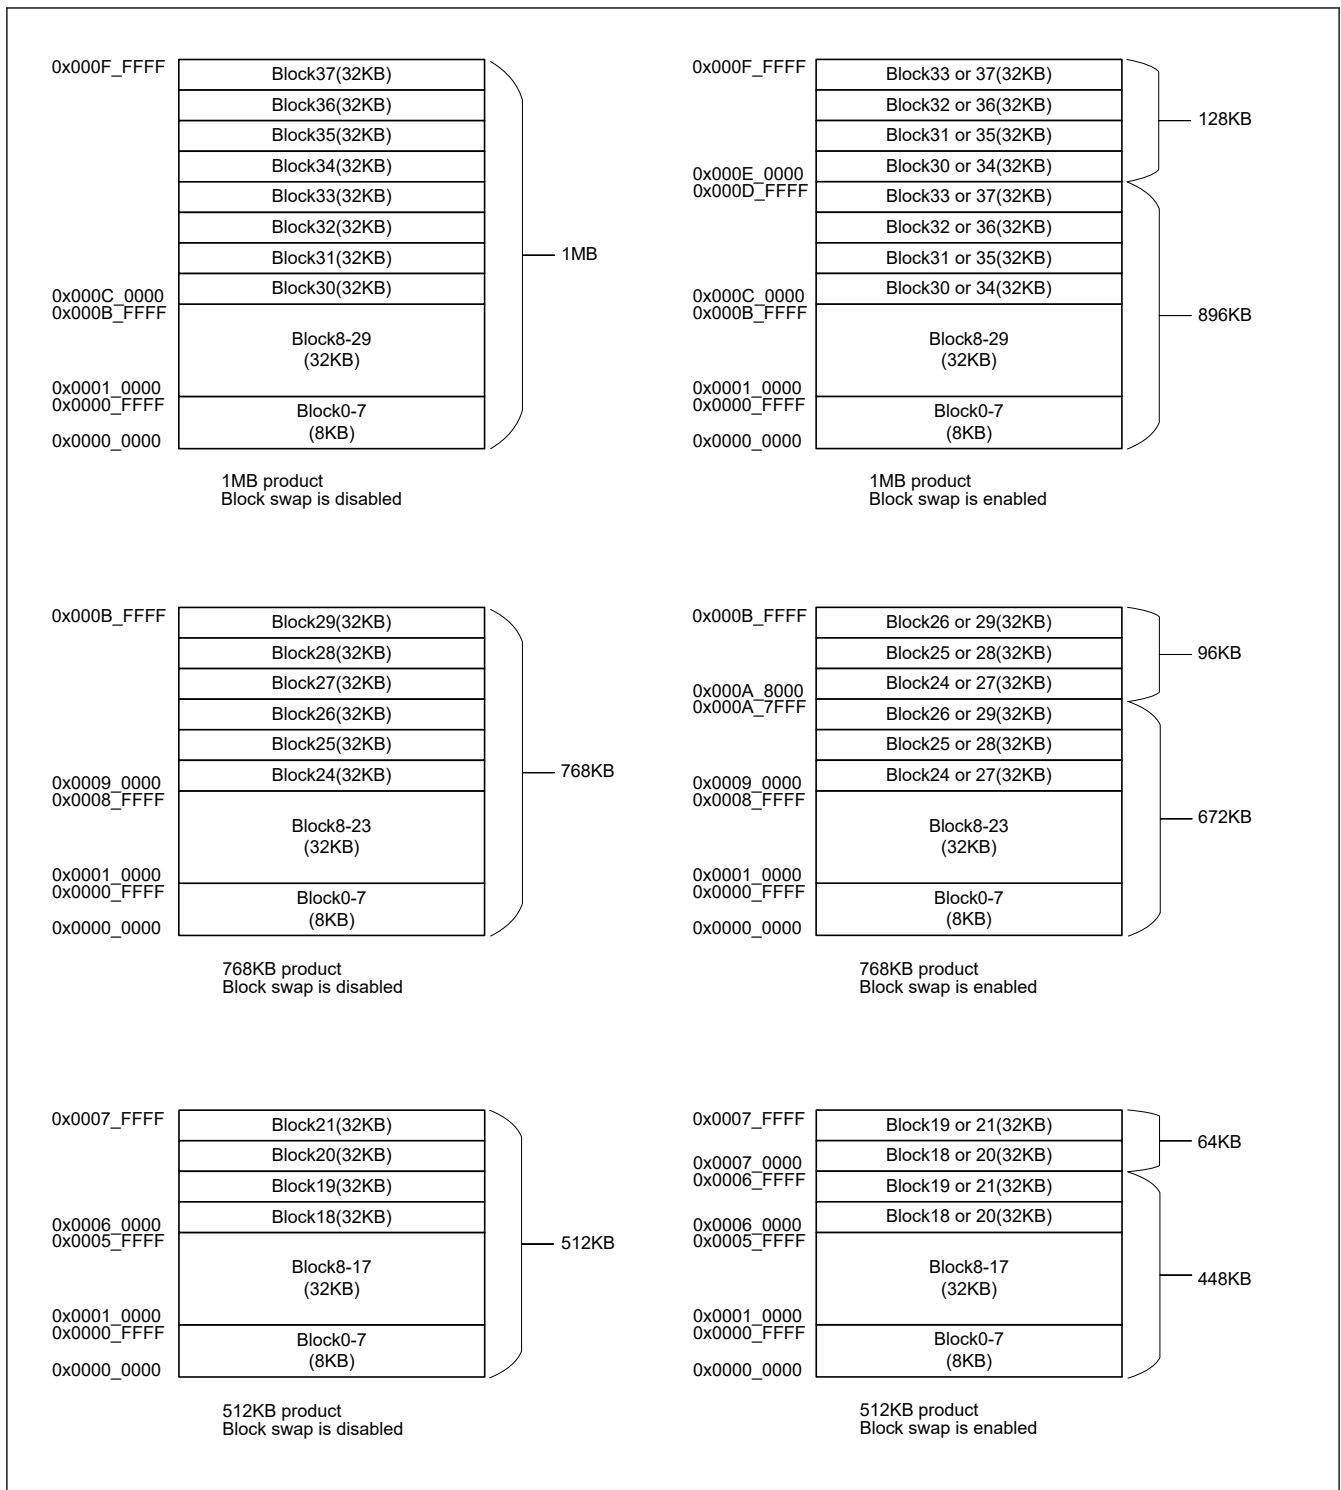 0x000F_FFFF
Block37(32KB)
Block36(32KB)
Block35(32KB)
Block34(32KB)
Block33(32KB)
Block32(32KB)
Block31(32KB)
Block30(32KB)
0x000C_0000
0x000B_FFFF
Block8-29
(32KB)
0x0001_0000
0x0000_FFFF
Block0-7
(8KB)
0x0000_0000
1MB
1MB product
Block swap is disabled
0x000F_FFFF
Block33 or 37(32KB)
Block32 or 36(32KB)
Block31 or 35(32KB)
Block30 or 34(32KB)
0x000E_0000
0x000D_FFFF
Block33 or 37(32KB)
Block32 or 36(32KB)
Block31 or 35(32KB)
Block30 or 34(32KB)
0x000C_0000
0x000B_FFFF
Block8-29
(32KB)
0x0001_0000
0x0000_FFFF
Block0-7
(8KB)
0x0000_0000
128KB
896KB
1MB product
Block swap is enabled
0x000B_FFFF
Block29(32KB)
Block28(32KB)
Block27(32KB)
Block26(32KB)
Block25(32KB)
Block24(32KB)
0x0009_0000
0x0008_FFFF
Block8-23
(32KB)
0x0001_0000
0x0000_FFFF
Block0-7
(8KB)
0x0000_0000
768KB
768KB product
Block swap is disabled
0x000B_FFFF
Block26 or 29(32KB)
Block25 or 28(32KB)
Block24 or 27(32KB)
0x000A_8000
0x000A_7FFF
Block26 or 29(32KB)
Block25 or 28(32KB)
Block24 or 27(32KB)
0x0009_0000
0x0008_FFFF
Block8-23
(32KB)
0x0001_0000
0x0000_FFFF
Block0-7
(8KB)
0x0000_0000
96KB
672KB
768KB product
Block swap is enabled
0x0007_FFFF
Block21(32KB)
Block20(32KB)
Block19(32KB)
Block18(32KB)
0x0006_0000
0x0005_FFFF
Block8-17
(32KB)
0x0001_0000
0x0000_FFFF
Block0-7
(8KB)
0x0000_0000
512KB
512KB product
Block swap is disabled
0x0007_FFFF
Block19 or 21(32KB)
Block18 or 20(32KB)
0x0007_0000
0x0006_FFFF
Block19 or 21(32KB)
Block18 or 20(32KB)
0x0006_0000
0x0005_FFFF
Block8-17
(32KB)
0x0001_0000
0x0000_FFFF
Block0-7
(8KB)
0x0000_0000
64KB
448KB
512KB product
Block swap is enabled